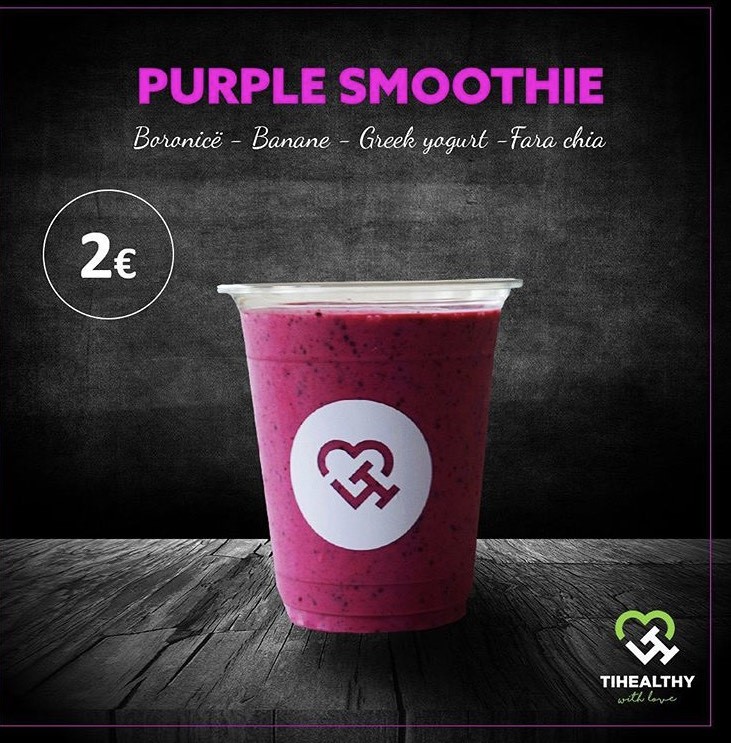 PURPLE SMOOTHIE
Boronicë - Banane - Greek yogurt -Fara chia
2€
TIHEALTHY
with love